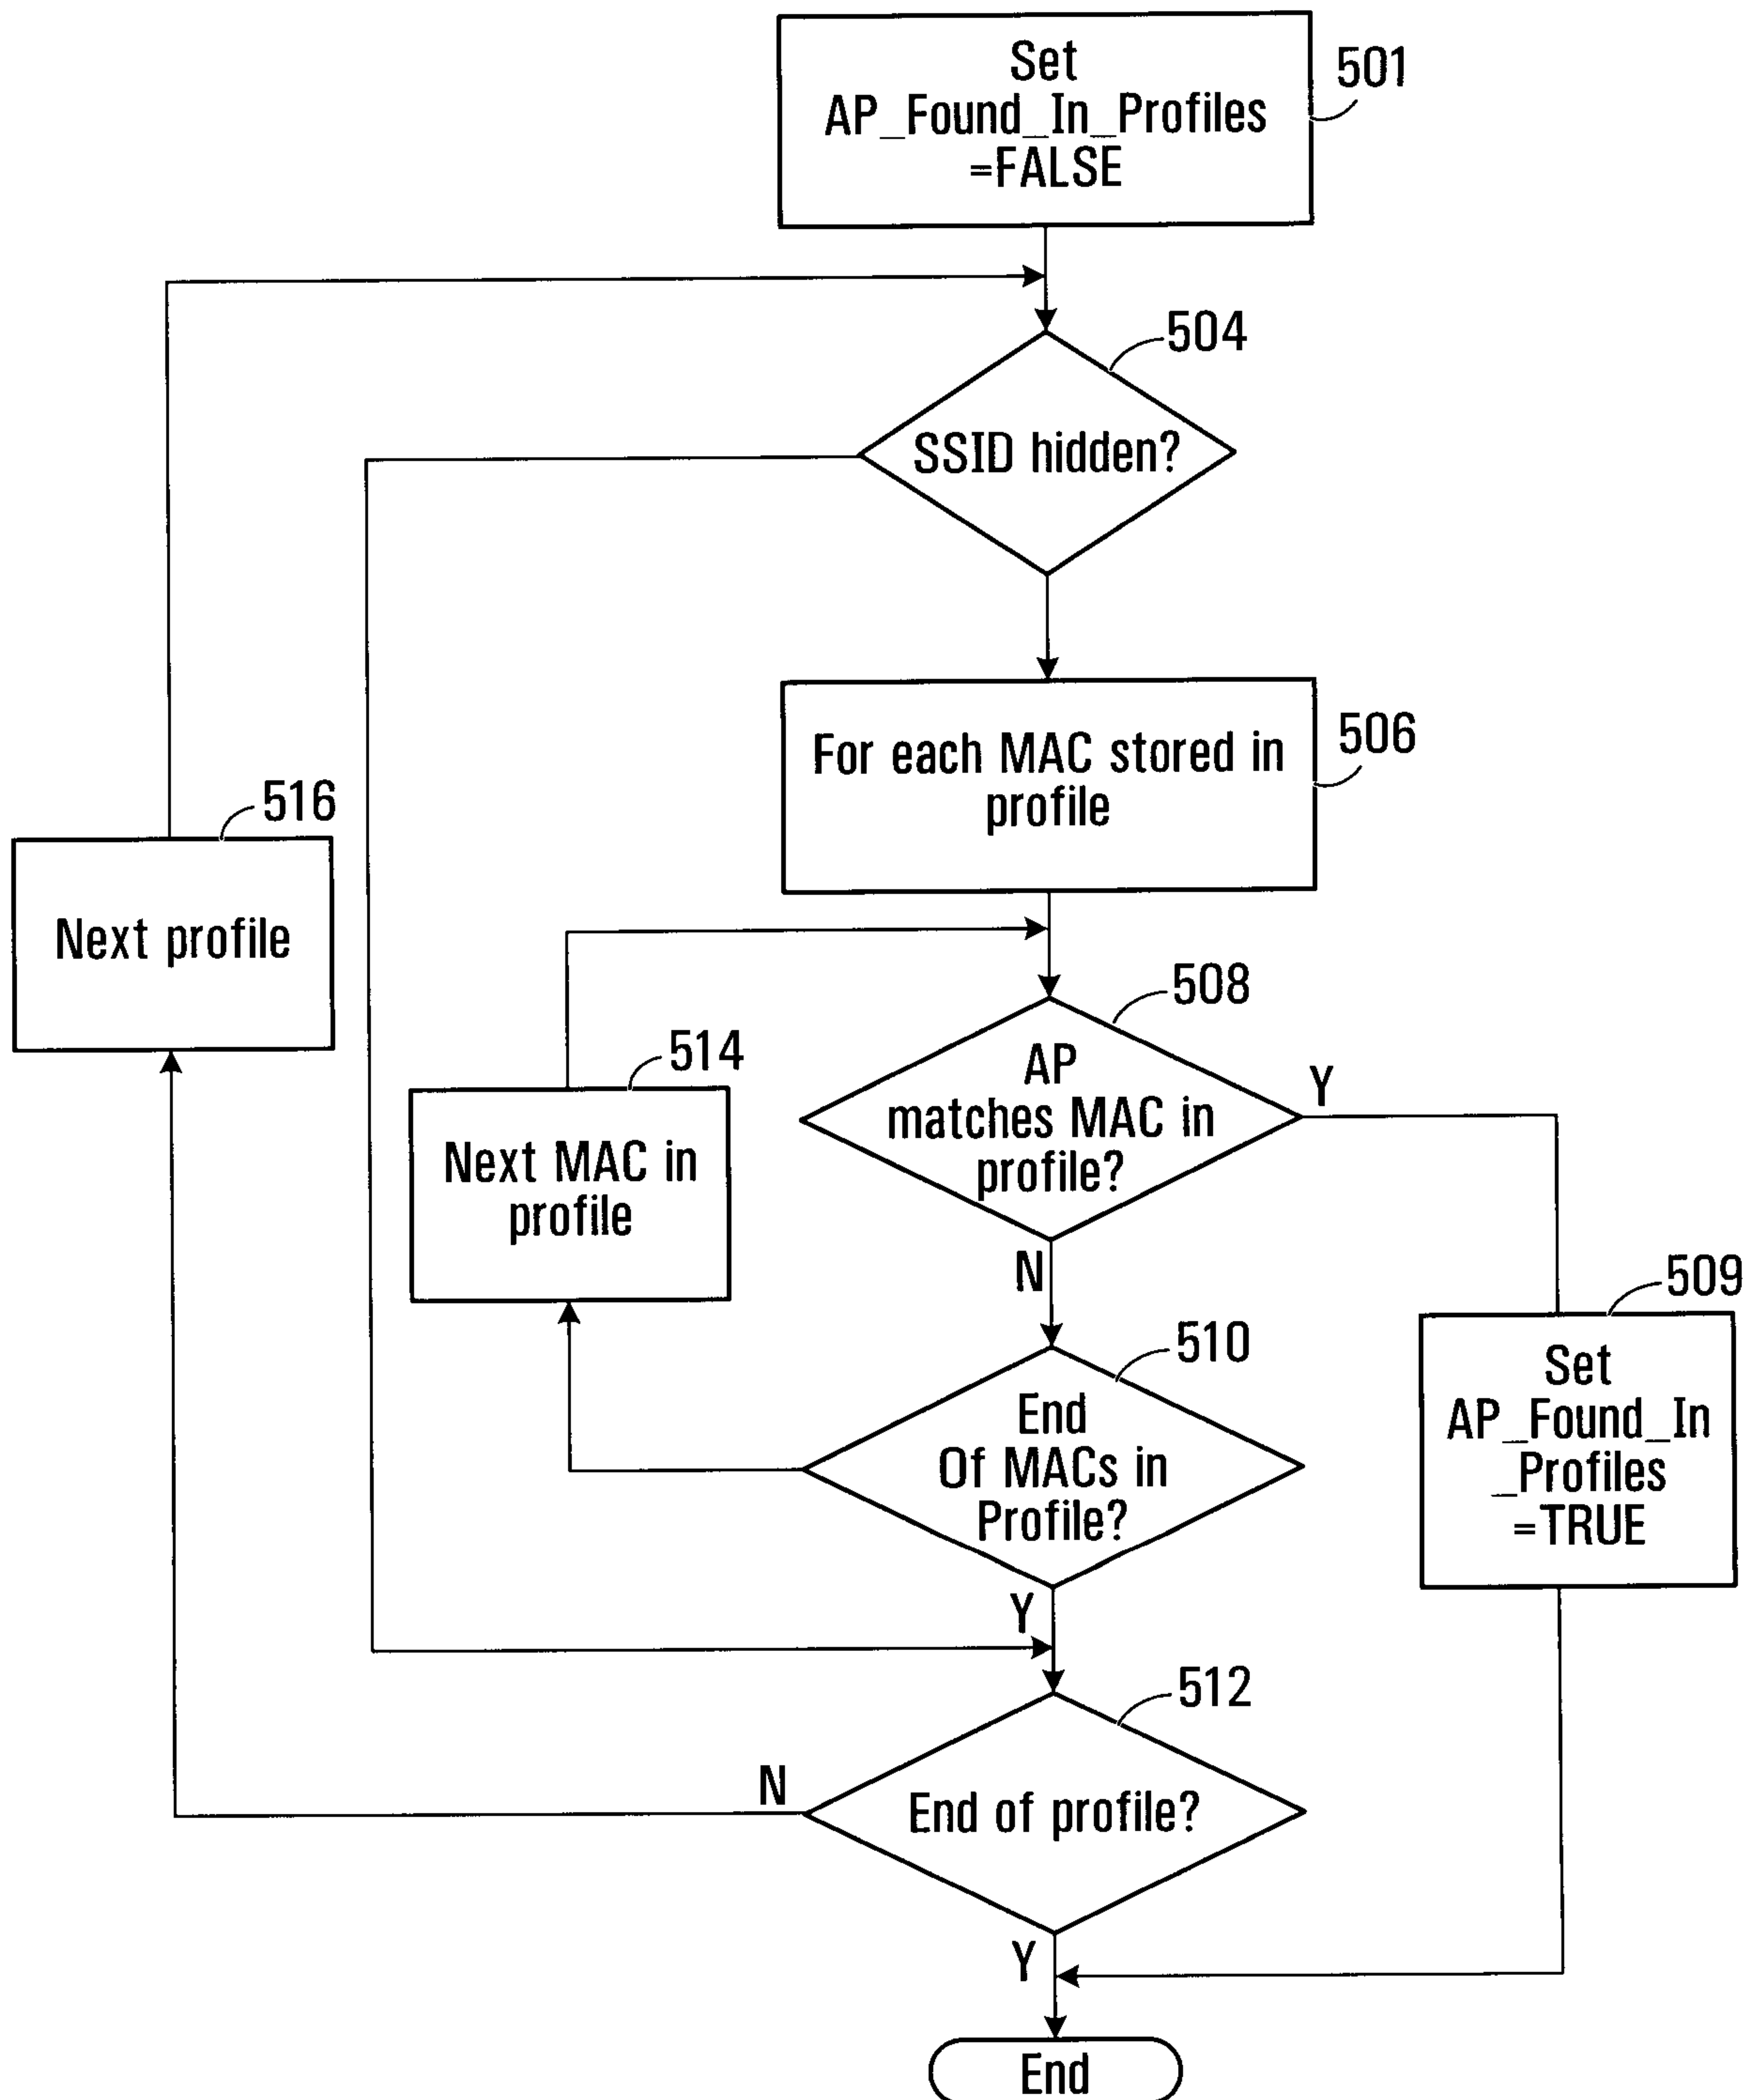 Set
AP_Found_In_Profiles
=FALSE
501
504
SSID hidden?
For each MAC stored in
profile
506
516
Next profile
508
AP
matches MAC in
profile?
Y
N
514
Next MAC in
profile
509
Set
AP_Found_In
_Profiles
=TRUE
510
End
Of MACs in
Profile?
Y
512
N
End of profile?
Y
End